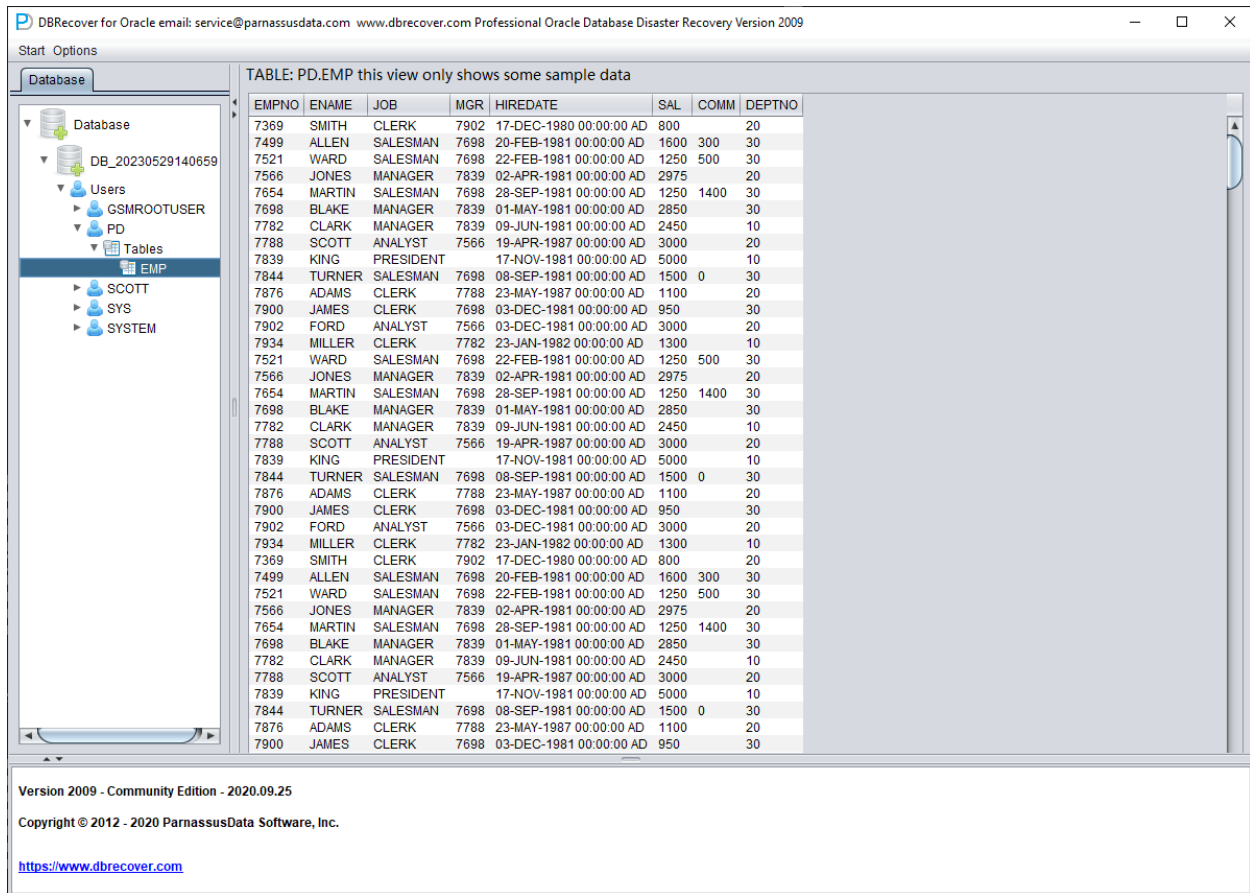 DBRecover for Oracle email: service@parnassusdata.com www.dbrecover.com Professional Oracle Database Disaster Recovery Version 2009
Start Options
Database
Database
DB_20230529140659
Users
GSMROOTUSER
PD
Tables
EMP
SCOTT
SYS
SYSTEM
TABLE: PD.EMP this view only shows some sample data
EMPNO ENAME JOB MGR HIREDATE SAL COMM DEPTNO
7369 SMITH CLERK 7902 17-DEC-1980 00:00:00 AD 800 20
7499 ALLEN SALESMAN 7698 20-FEB-1981 00:00:00 AD 1600 300 30
7521 WARD SALESMAN 7698 22-FEB-1981 00:00:00 AD 1250 500 30
7566 JONES MANAGER 7839 02-APR-1981 00:00:00 AD 2975 20
7654 MARTIN SALESMAN 7698 28-SEP-1981 00:00:00 AD 1250 1400 30
7698 BLAKE MANAGER 7839 01-MAY-1981 00:00:00 AD 2850 30
7782 CLARK MANAGER 7839 09-JUN-1981 00:00:00 AD 2450 10
7788 SCOTT ANALYST 7566 19-APR-1987 00:00:00 AD 3000 20
7839 KING PRESIDENT 17-NOV-1981 00:00:00 AD 5000 10
7844 TURNER SALESMAN 7698 08-SEP-1981 00:00:00 AD 1500 0 30
7876 ADAMS CLERK 7788 23-MAY-1987 00:00:00 AD 1100 20
7900 JAMES CLERK 7698 03-DEC-1981 00:00:00 AD 950 30
7902 FORD ANALYST 7566 03-DEC-1981 00:00:00 AD 3000 20
7934 MILLER CLERK 7782 23-JAN-1982 00:00:00 AD 1300 10
7521 WARD SALESMAN 7698 22-FEB-1981 00:00:00 AD 1250 500 30
7566 JONES MANAGER 7839 02-APR-1981 00:00:00 AD 2975 20
7654 MARTIN SALESMAN 7698 28-SEP-1981 00:00:00 AD 1250 1400 30
7698 BLAKE MANAGER 7839 01-MAY-1981 00:00:00 AD 2850 30
7782 CLARK MANAGER 7839 09-JUN-1981 00:00:00 AD 2450 10
7788 SCOTT ANALYST 7566 19-APR-1987 00:00:00 AD 3000 20
7839 KING PRESIDENT 17-NOV-1981 00:00:00 AD 5000 10
7844 TURNER SALESMAN 7698 08-SEP-1981 00:00:00 AD 1500 0 30
7876 ADAMS CLERK 7788 23-MAY-1987 00:00:00 AD 1100 20
7900 JAMES CLERK 7698 03-DEC-1981 00:00:00 AD 950 30
7902 FORD ANALYST 7566 03-DEC-1981 00:00:00 AD 3000 20
7934 MILLER CLERK 7782 23-JAN-1982 00:00:00 AD 1300 10
7369 SMITH CLERK 7902 17-DEC-1980 00:00:00 AD 800 20
7499 ALLEN SALESMAN 7698 20-FEB-1981 00:00:00 AD 1600 300 30
7521 WARD SALESMAN 7698 22-FEB-1981 00:00:00 AD 1250 500 30
7566 JONES MANAGER 7839 02-APR-1981 00:00:00 AD 2975 20
7654 MARTIN SALESMAN 7698 28-SEP-1981 00:00:00 AD 1250 1400 30
7698 BLAKE MANAGER 7839 01-MAY-1981 00:00:00 AD 2850 30
7782 CLARK MANAGER 7839 09-JUN-1981 00:00:00 AD 2450 10
7788 SCOTT ANALYST 7566 19-APR-1987 00:00:00 AD 3000 20
7839 KING PRESIDENT 17-NOV-1981 00:00:00 AD 5000 10
7844 TURNER SALESMAN 7698 08-SEP-1981 00:00:00 AD 1500 0 30
7876 ADAMS CLERK 7788 23-MAY-1987 00:00:00 AD 1100 20
7900 JAMES CLERK 7698 03-DEC-1981 00:00:00 AD 950 30
Version 2009 - Community Edition - 2020.09.25
Copyright © 2012 - 2020 ParnassusData Software, Inc.
https://www.dbrecover.com